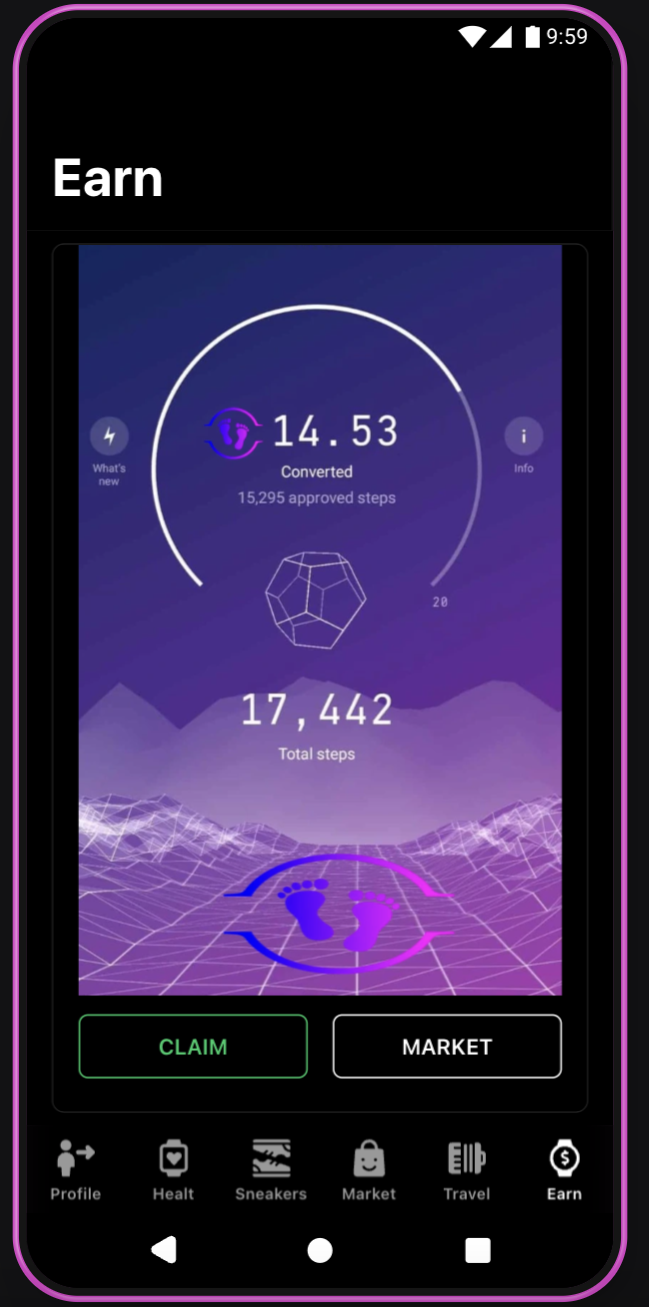 9:59
Earn
14.53
Converted
15,295 approved steps
What's
new
i
Info
20
17,442
Total steps
CLAIM
MARKET
Profile
Healt
Sneakers
Market
Travel
Earn